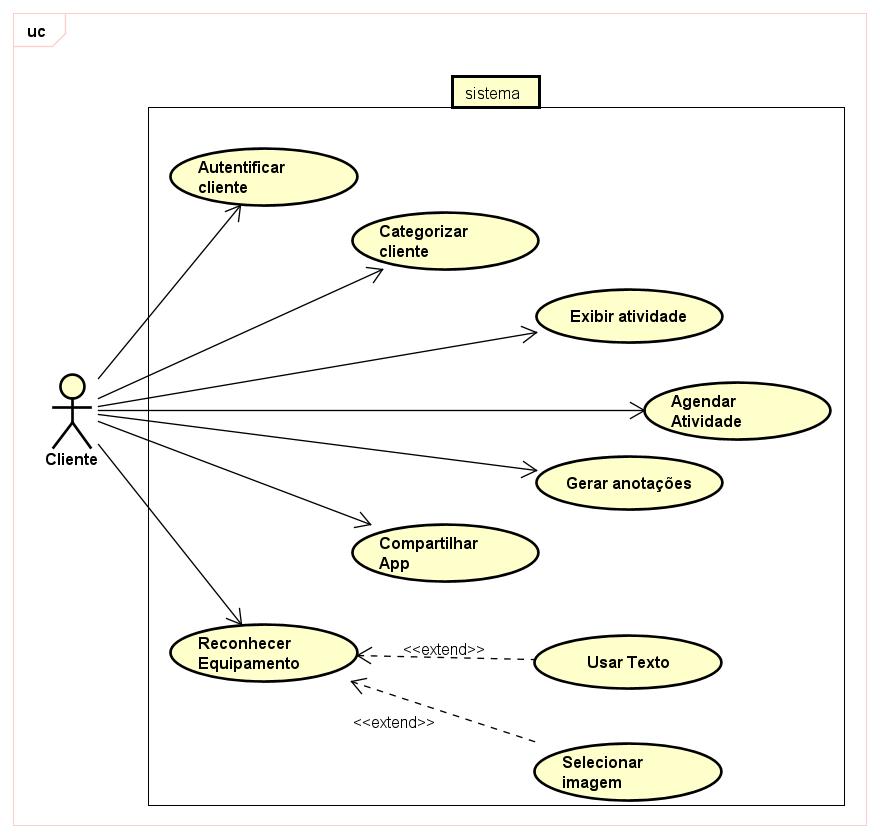 uc
sistema
Autentificar
cliente
Categorizar
cliente
Exibir atividade
Agendar
Atividade
Cliente
Gerar anotações
Compartilhar
App
Reconhecer
Equipamento
<<extend>>
Usar Texto
<<extend>>
Selecionar
imagem